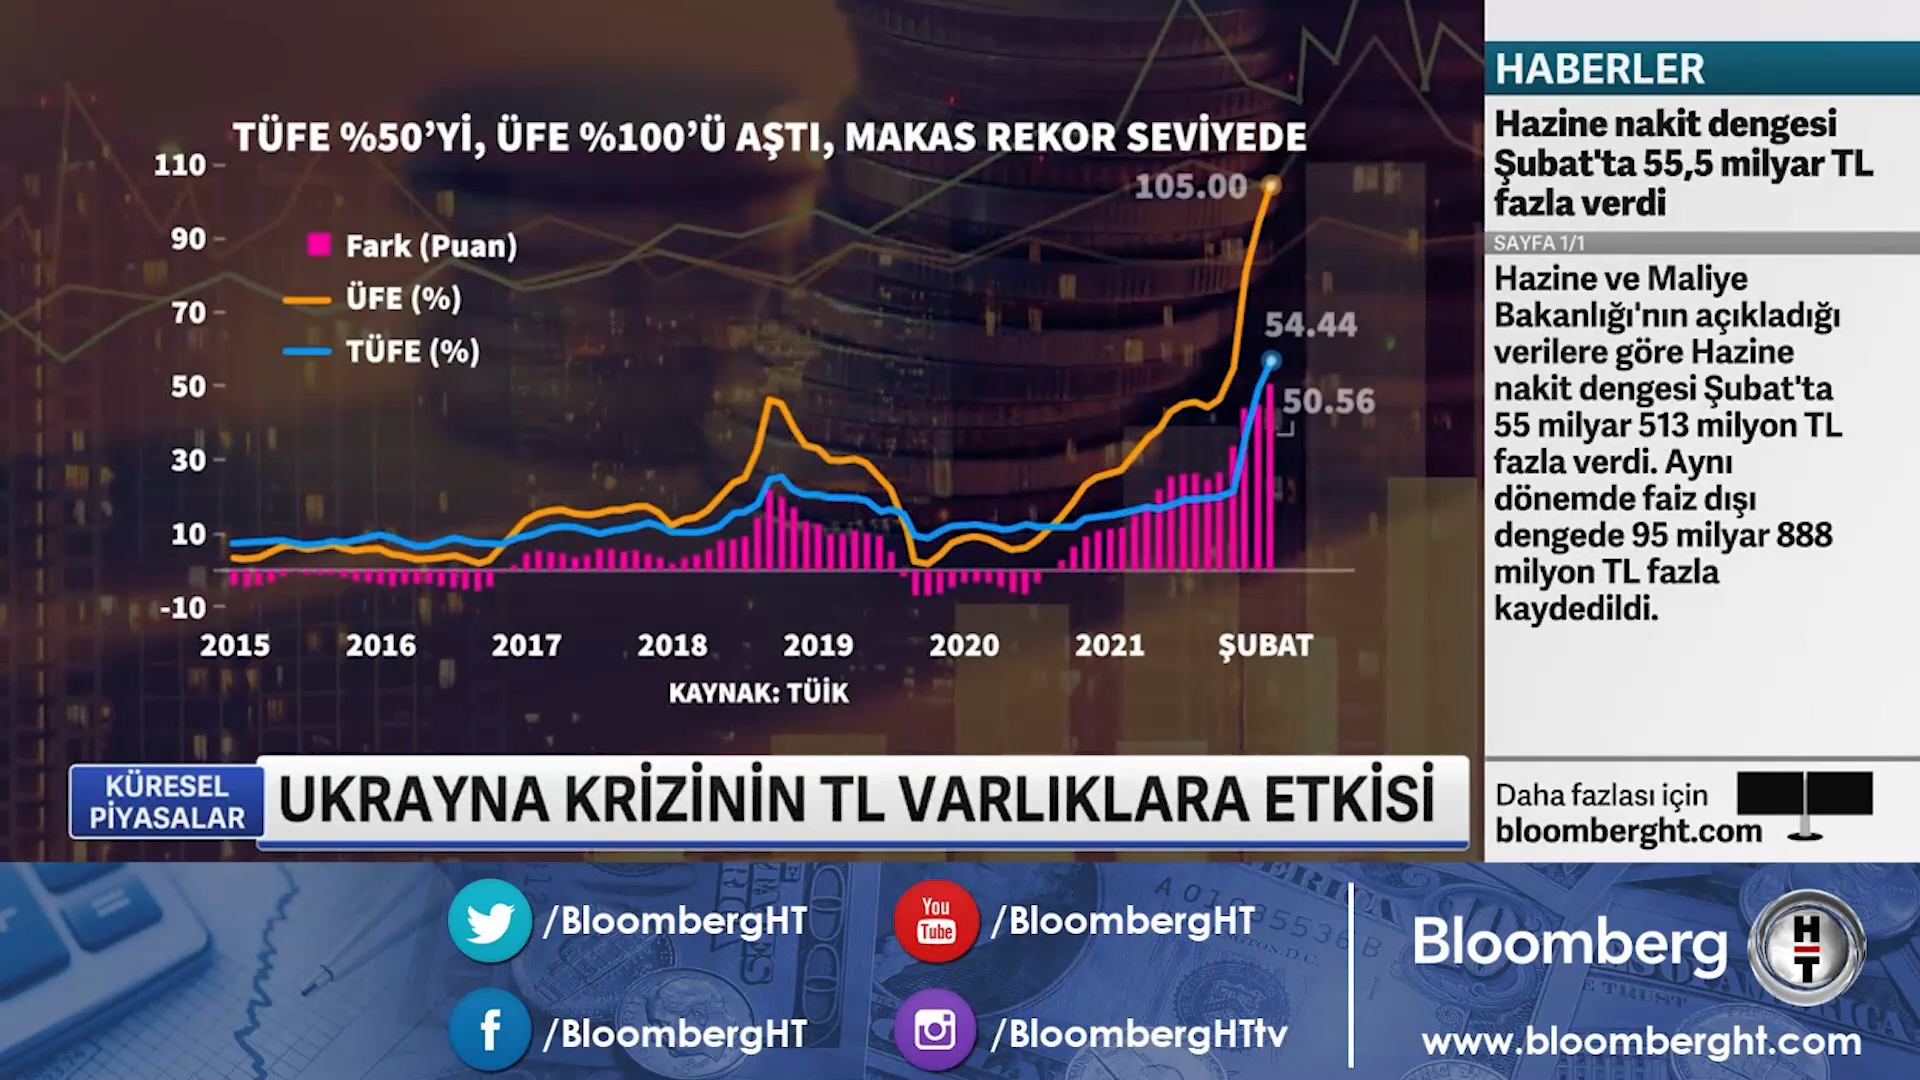 TÜFE %50'Yİ, ÜFE %100'Ü AŞTI, MAKAS REKOR SEVİYEDE
110
90
70
50
30
10
-10
Fark (Puan)
ÜFE (%)
TÜFE (%)
105.00
54.44
50.56
2015
2016
2017
2018
2019
2020
2021
ŞUBAT
KAYNAK: TÜİK
KÜRESEL
PİYASALAR
UKRAYNA KRİZİNİN TL VARLIKLARA ETKİSİ
HABERLER
Hazine nakit dengesi
Şubat'ta 55,5 milyar TL
fazla verdi
SAYFA 1/1
Hazine ve Maliye
Bakanlığı'nın açıkladığı
verilere göre Hazine
nakit dengesi Şubat'ta
55 milyar 513 milyon TL
fazla verdi. Aynı
dönemde faiz dışı
dengede 95 milyar 888
milyon TL fazla
kaydedildi.
Daha fazlası için
bloomberght.com
/BloombergHT
You
Tube
/BloombergHT
/BloombergHT
/BloombergHTtv
Bloomberg
HT
www.bloomberght.com